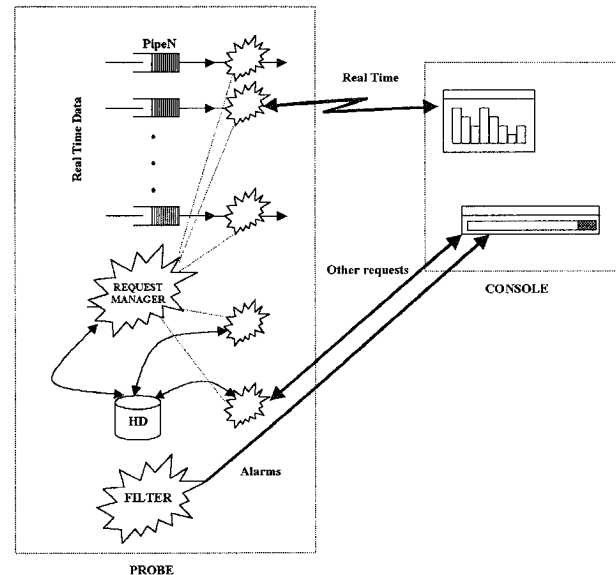 PipeN
Real Time
Real Time Data
Other requests
CONSOLE
REQUEST
MANAGER
HD
Alarms
FILTER
PROBE